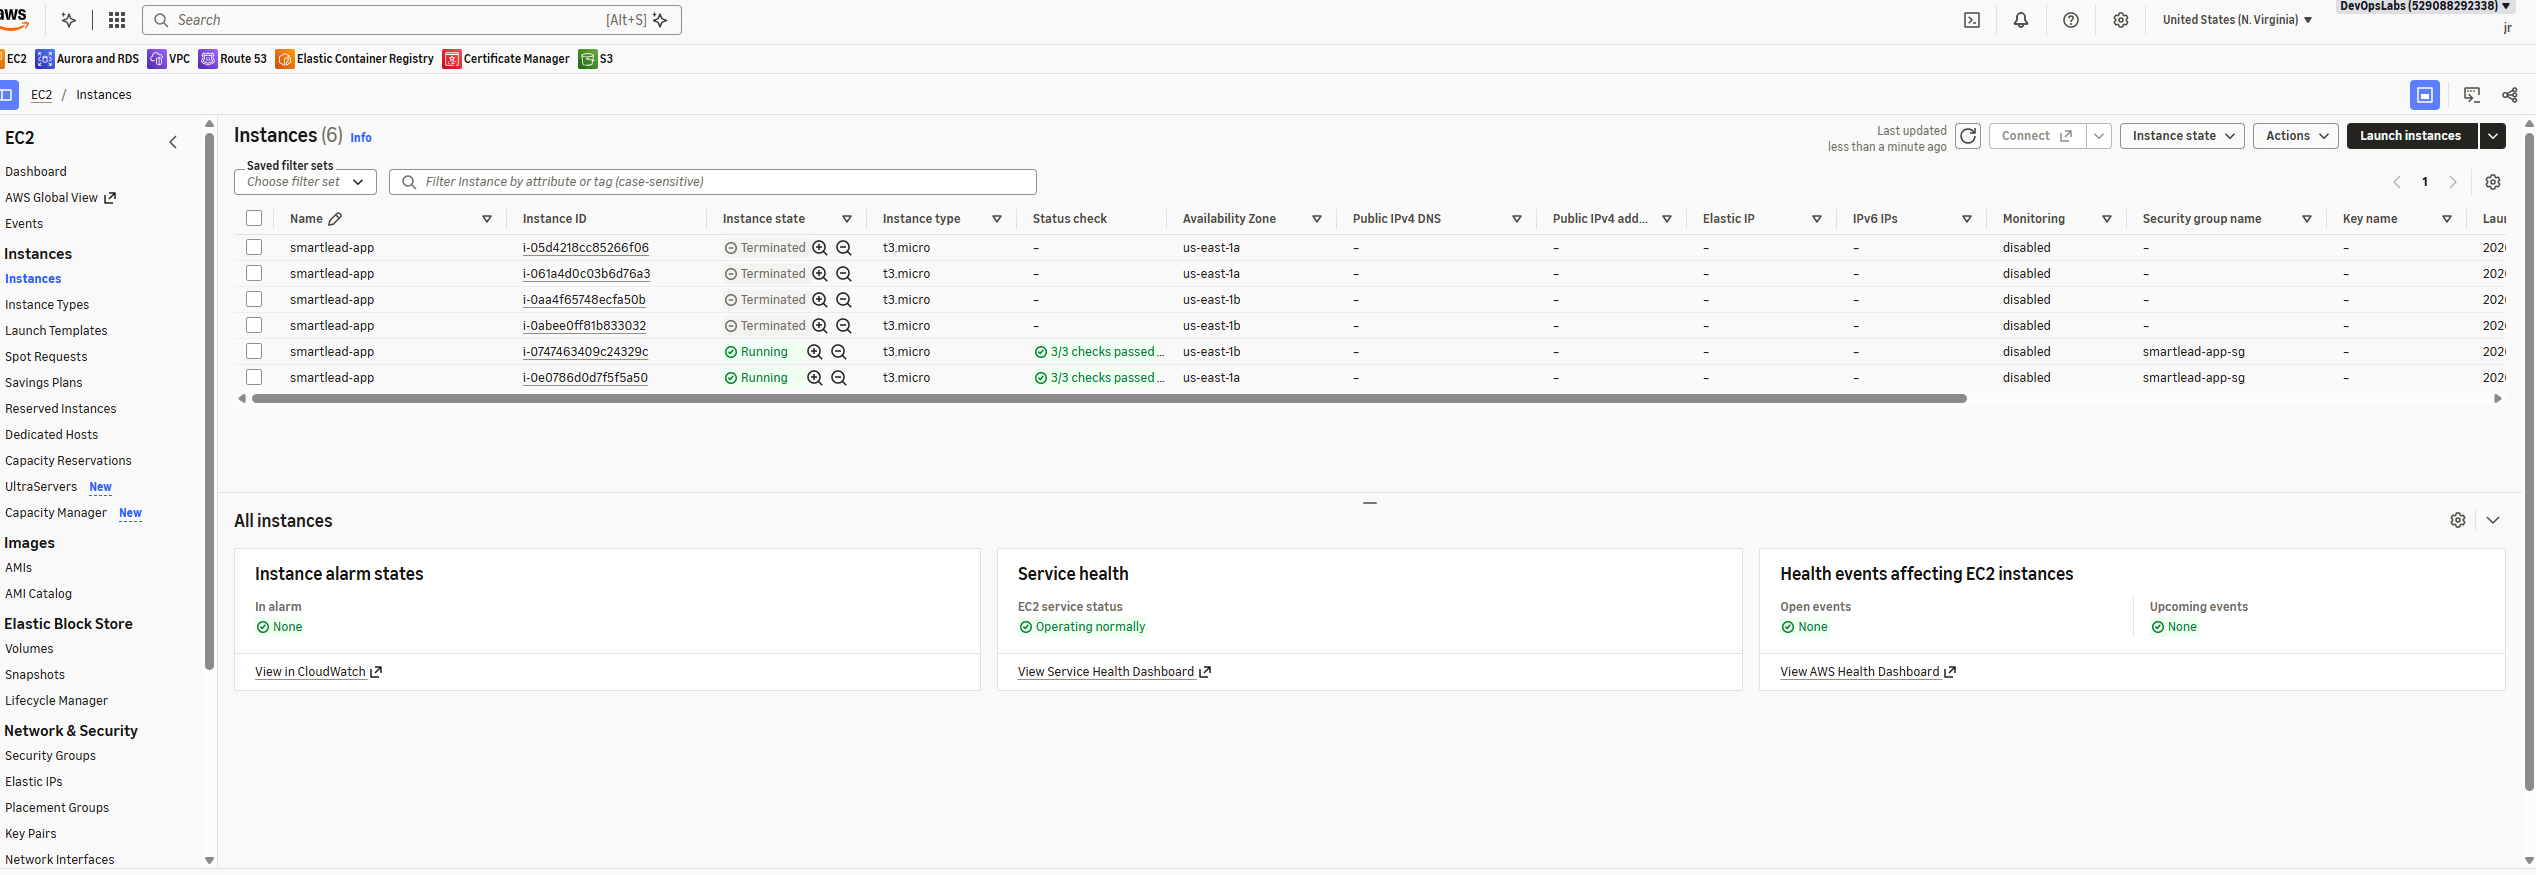 aws
Search [Alt+S]
United States (N. Virginia)
DevOpsLabs (529088292338)
jr
EC2 Aurora and RDS VPC Route 53 Elastic Container Registry Certificate Manager S3
EC2 / Instances
EC2
Dashboard
AWS Global View
Events
Instances
Instances
Instance Types
Launch Templates
Spot Requests
Savings Plans
Reserved Instances
Dedicated Hosts
Capacity Reservations
UltraServers New
Capacity Manager New
Images
AMIs
AMI Catalog
Elastic Block Store
Volumes
Snapshots
Lifecycle Manager
Network & Security
Security Groups
Elastic IPs
Placement Groups
Key Pairs
Network Interfaces
Instances (6) Info
Last updated
less than a minute ago
Connect
Instance state
Actions
Launch instances
Saved filter sets
Choose filter set
Filter Instance by attribute or tag (case-sensitive)
1
Name Instance ID Instance state Instance type Status check Availability Zone Public IPv4 DNS Public IPv4 add... Elastic IP IPv6 IPs Monitoring Security group name Key name Laun
smartlead-app i-05d4218cc85266f06 Terminated t3.micro – us-east-1a – – – – disabled – – 202
smartlead-app i-061a4d0c03b6d76a3 Terminated t3.micro – us-east-1a – – – – disabled – – 202
smartlead-app i-0aa4f65748ecfa50b Terminated t3.micro – us-east-1b – – – – disabled – – 202
smartlead-app i-0abee0ff81b833032 Terminated t3.micro – us-east-1b – – – – disabled – – 202
smartlead-app i-0747463409c24329c Running t3.micro 3/3 checks passed ... us-east-1b – – – – disabled smartlead-app-sg – 202
smartlead-app i-0e0786d0d7f5f5a50 Running t3.micro 3/3 checks passed ... us-east-1a – – – – disabled smartlead-app-sg – 202
All instances
Instance alarm states
In alarm
None
View in CloudWatch
Service health
EC2 service status
Operating normally
View Service Health Dashboard
Health events affecting EC2 instances
Open events
None
Upcoming events
None
View AWS Health Dashboard